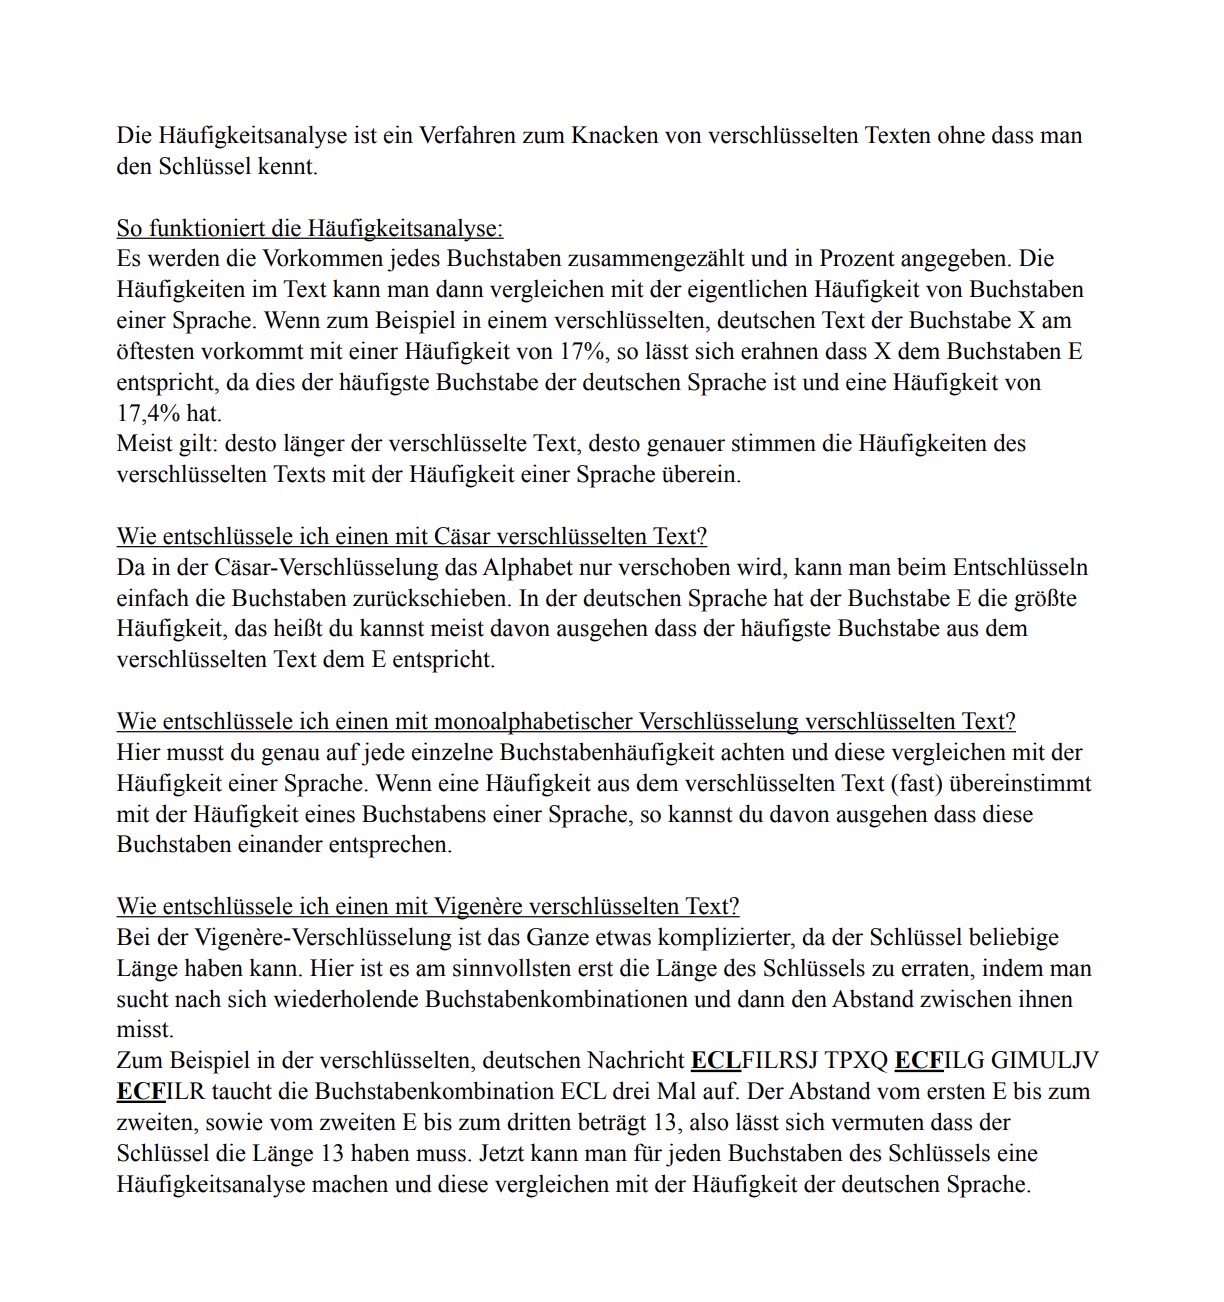 Die Häufigkeitsanalyse ist ein Verfahren zum Knacken von verschlüsselten Texten ohne dass man
den Schlüssel kennt.
So funktioniert die Häufigkeitsanalyse:
Es werden die Vorkommen jedes Buchstaben zusammengezählt und in Prozent angegeben. Die
Häufigkeiten im Text kann man dann vergleichen mit der eigentlichen Häufigkeit von Buchstaben
einer Sprache. Wenn zum Beispiel in einem verschlüsselten, deutschen Text der Buchstabe X am
öftesten vorkommt mit einer Häufigkeit von 17%, so lässt sich erahnen dass X dem Buchstaben E
entspricht, da dies der häufigste Buchstabe der deutschen Sprache ist und eine Häufigkeit von
17,4% hat.
Meist gilt: desto länger der verschlüsselte Text, desto genauer stimmen die Häufigkeiten des
verschlüsselten Texts mit der Häufigkeit einer Sprache überein.
Wie entschlüssele ich einen mit Cäsar verschlüsselten Text?
Da in der Cäsar-Verschlüsselung das Alphabet nur verschoben wird, kann man beim Entschlüsseln
einfach die Buchstaben zurückschieben. In der deutschen Sprache hat der Buchstabe E die größte
Häufigkeit, das heißt du kannst meist davon ausgehen dass der häufigste Buchstabe aus dem
verschlüsselten Text dem E entspricht.
Wie entschlüssele ich einen mit monoalphabetischer Verschlüsselung verschlüsselten Text?
Hier musst du genau auf jede einzelne Buchstabenhäufigkeit achten und diese vergleichen mit der
Häufigkeit einer Sprache. Wenn eine Häufigkeit aus dem verschlüsselten Text (fast) übereinstimmt
mit der Häufigkeit eines Buchstabens einer Sprache, so kannst du davon ausgehen dass diese
Buchstaben einander entsprechen.
Wie entschlüssele ich einen mit Vigenère verschlüsselten Text?
Bei der Vigenère-Verschlüsselung ist das Ganze etwas komplizierter, da der Schlüssel beliebige
Länge haben kann. Hier ist es am sinnvollsten erst die Länge des Schlüssels zu erraten, indem man
sucht nach sich wiederholende Buchstabenkombinationen und dann den Abstand zwischen ihnen
misst.
Zum Beispiel in der verschlüsselten, deutschen Nachricht ECLFILRSJ TPXQ ECFILG GIMULJV
ECFILR taucht die Buchstabenkombination ECL drei Mal auf. Der Abstand vom ersten E bis zum
zweiten, sowie vom zweiten E bis zum dritten beträgt 13, also lässt sich vermuten dass der
Schlüssel die Länge 13 haben muss. Jetzt kann man für jeden Buchstaben des Schlüssels eine
Häufigkeitsanalyse machen und diese vergleichen mit der Häufigkeit der deutschen Sprache.